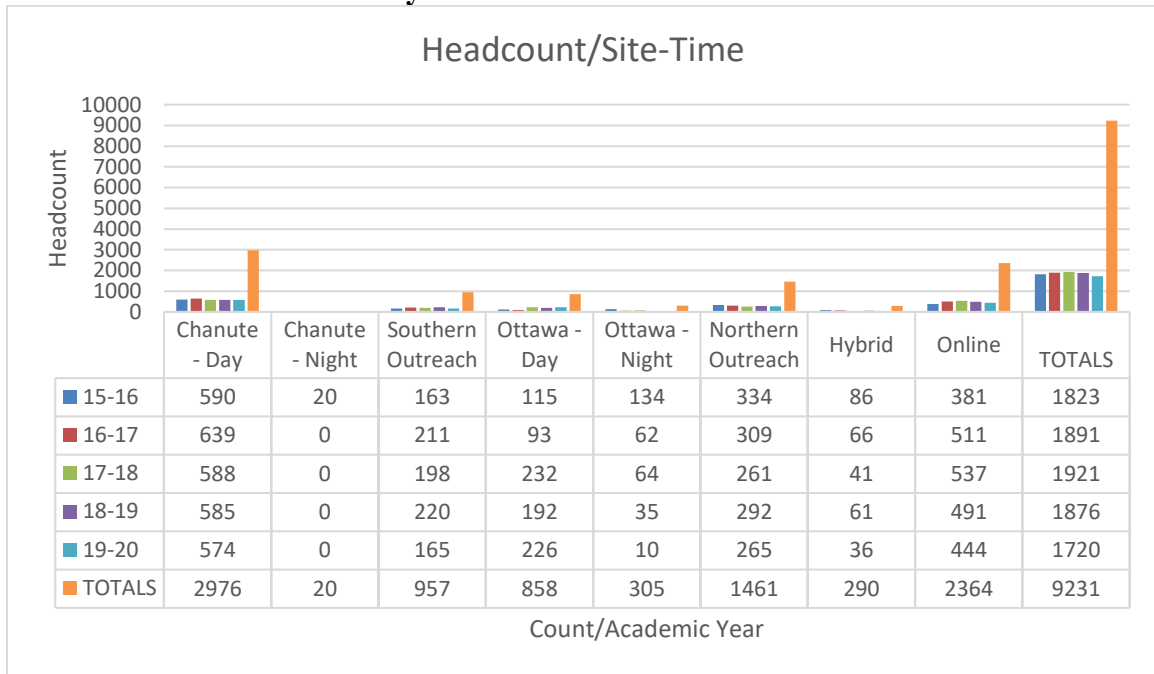 Headcount/Site-Time
10000
9000
8000
7000
6000
5000
4000
3000
2000
1000
0
Headcount
Chanute - Day Chanute - Night Southern Outreach Ottawa - Day Ottawa - Night Northern Outreach Hybrid Online TOTALS
15-16 590 20 163 115 134 334 86 381 1823
16-17 639 0 211 93 62 309 66 511 1891
17-18 588 0 198 232 64 261 41 537 1921
18-19 585 0 220 192 35 292 61 491 1876
19-20 574 0 165 226 10 265 36 444 1720
TOTALS 2976 20 957 858 305 1461 290 2364 9231
Count/Academic Year